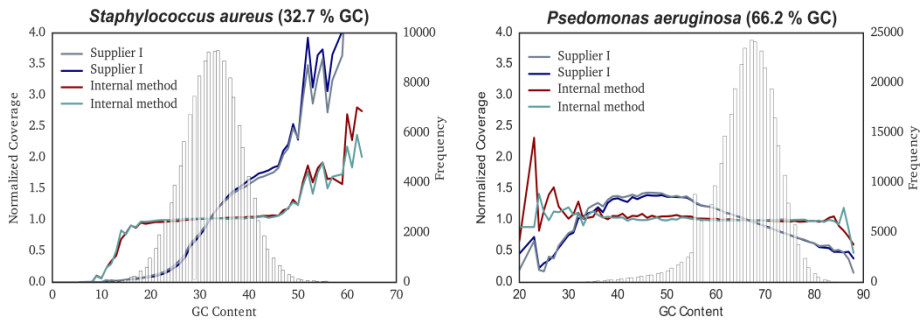 Staphylococcus aureus (32.7 % GC)
4.0
3.5
3.0
2.5
2.0
1.5
1.0
0.5
0.0
Normalized Coverage
Supplier I
Supplier I
Internal method
Internal method
10000
8000
6000
4000
2000
0
Frequency
0
10
20
30
40
50
60
70
GC Content
Psedomonas aeruginosa (66.2 % GC)
4.0
3.5
3.0
2.5
2.0
1.5
1.0
0.5
0.0
Normalized Coverage
Supplier I
Supplier I
Internal method
Internal method
25000
20000
15000
10000
5000
0
Frequency
20
30
40
50
60
70
80
90
GC Content